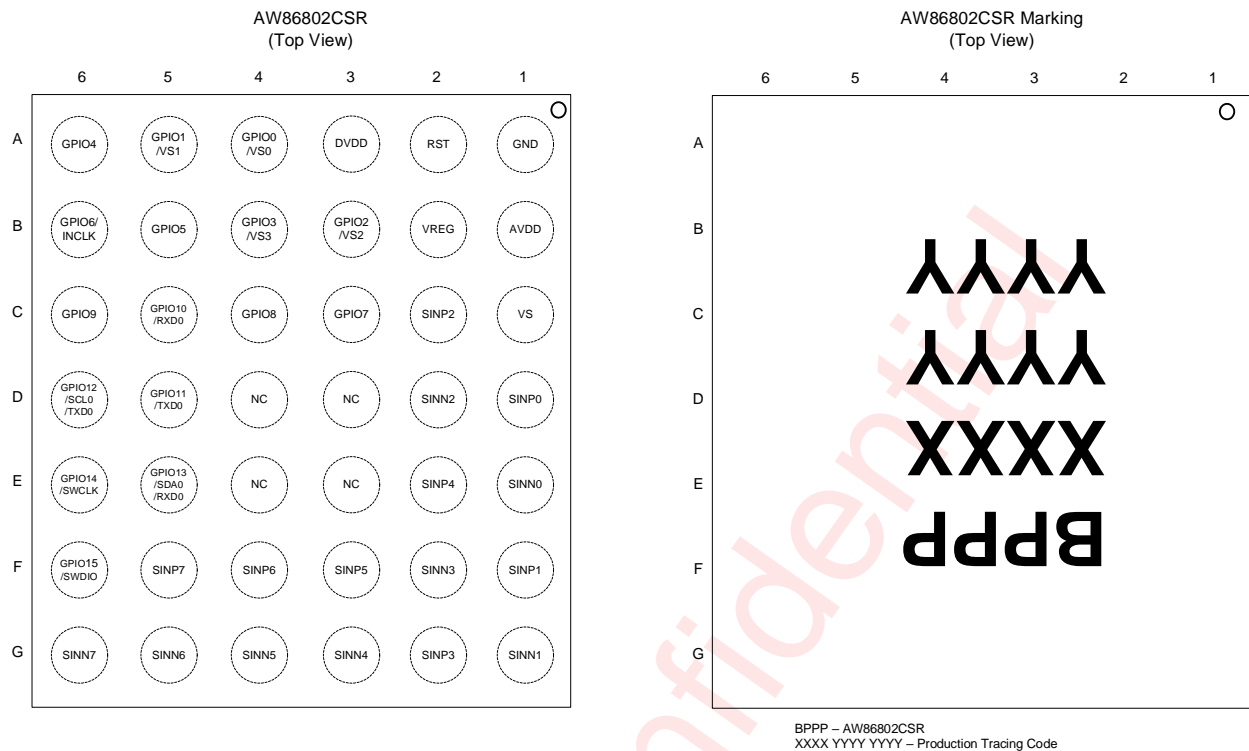 AW86802CSR
(Top View)
6 5 4 3 2 1
A GPIO4 GPIO1 /VS1 GPIO0 /VS0 DVDD RST GND
B GPIO6/ INCLK GPIO5 GPIO3 /VS3 GPIO2 /VS2 VREG AVDD
C GPIO9 GPIO10 /RXD0 GPIO8 GPIO7 SINP2 VS
D GPIO12 /SCL0 /TXD0 GPIO11 /TXD0 NC NC SINN2 SINP0
E GPIO14 /SWCLK GPIO13 /SDA0 /RXD0 NC NC SINP4 SINN0
F GPIO15 /SWDIO SINP7 SINP6 SINP5 SINN3 SINP1
G SINN7 SINN6 SINN5 SINN4 SINP3 SINN1
AW86802CSR Marking
(Top View)
6 5 4 3 2 1
A
B
C
D
E
F
G
BPPP
XXXX
YYYY
YYYY
BPPP – AW86802CSR
XXXX YYYY YYYY – Production Tracing Code